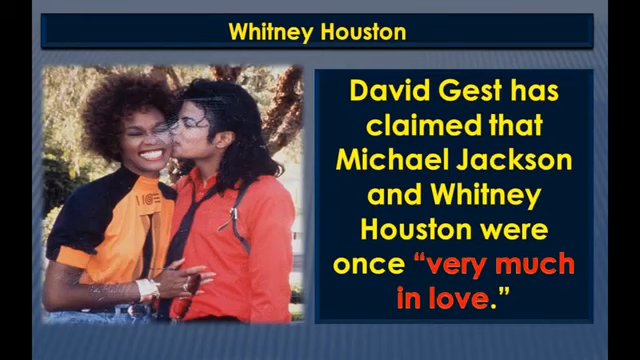 Whitney Houston
David Gest has
claimed that
Michael Jackson
and Whitney
Houston were
once “very much
in love.”